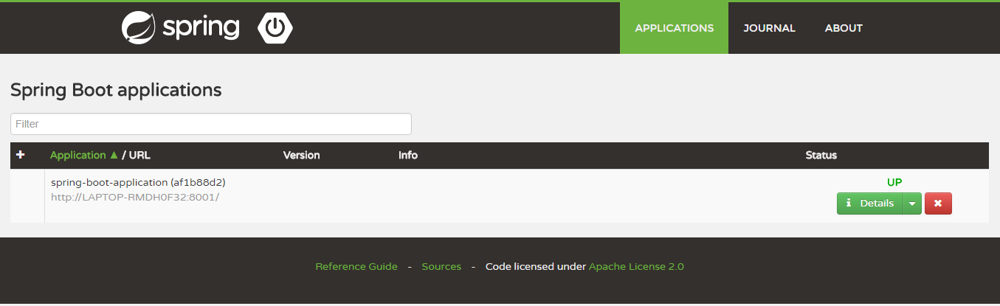 spring
APPLICATIONS
JOURNAL
ABOUT
Spring Boot applications
Filter
Application ▲ / URL Version Info Status
spring-boot-application (af1b88d2) UP
http://LAPTOP-RMDH0F32:8001/ Details
Reference Guide - Sources - Code licensed under Apache License 2.0